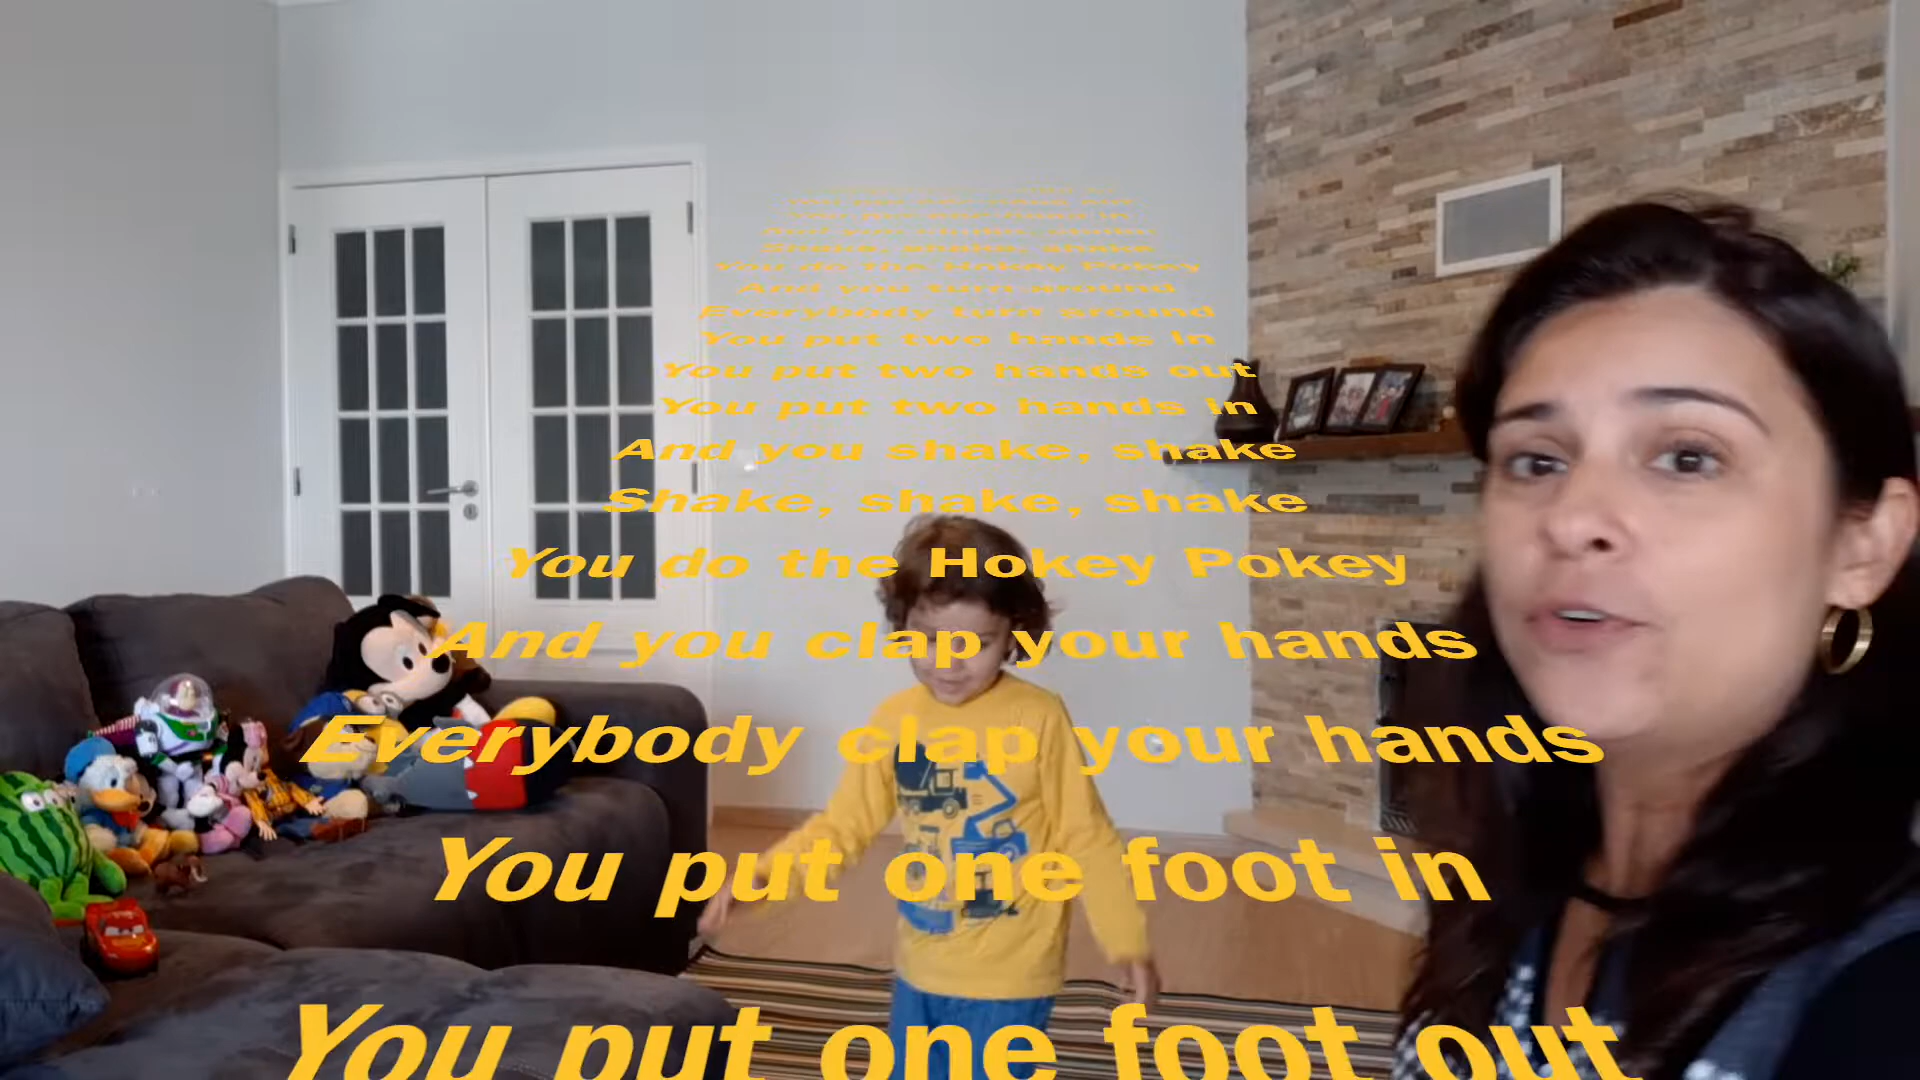 You do the Hokey Pokey
And you turn around
Everybody turn around
You put two hands in
You put two hands out
You put two hands in
And you shake, shake
Shake, shake, shake
You do the Hokey Pokey
And you clap your hands
Everybody clap your hands
You put one foot in
You put one foot out